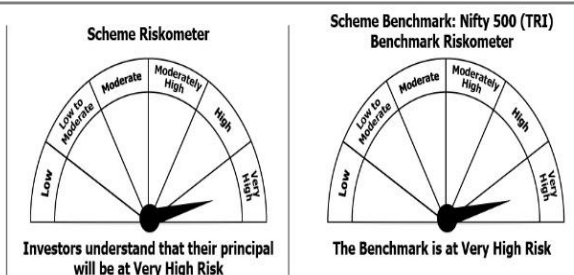 Scheme Riskometer
Low
Low to
Moderate
Moderate
Moderately
High
High
Very
High
Investors understand that their principal
will be at Very High Risk
Scheme Benchmark: Nifty 500 (TRI)
Benchmark Riskometer
Low
Low to
Moderate
Moderate
Moderately
High
High
Very
High
The Benchmark is at Very High Risk